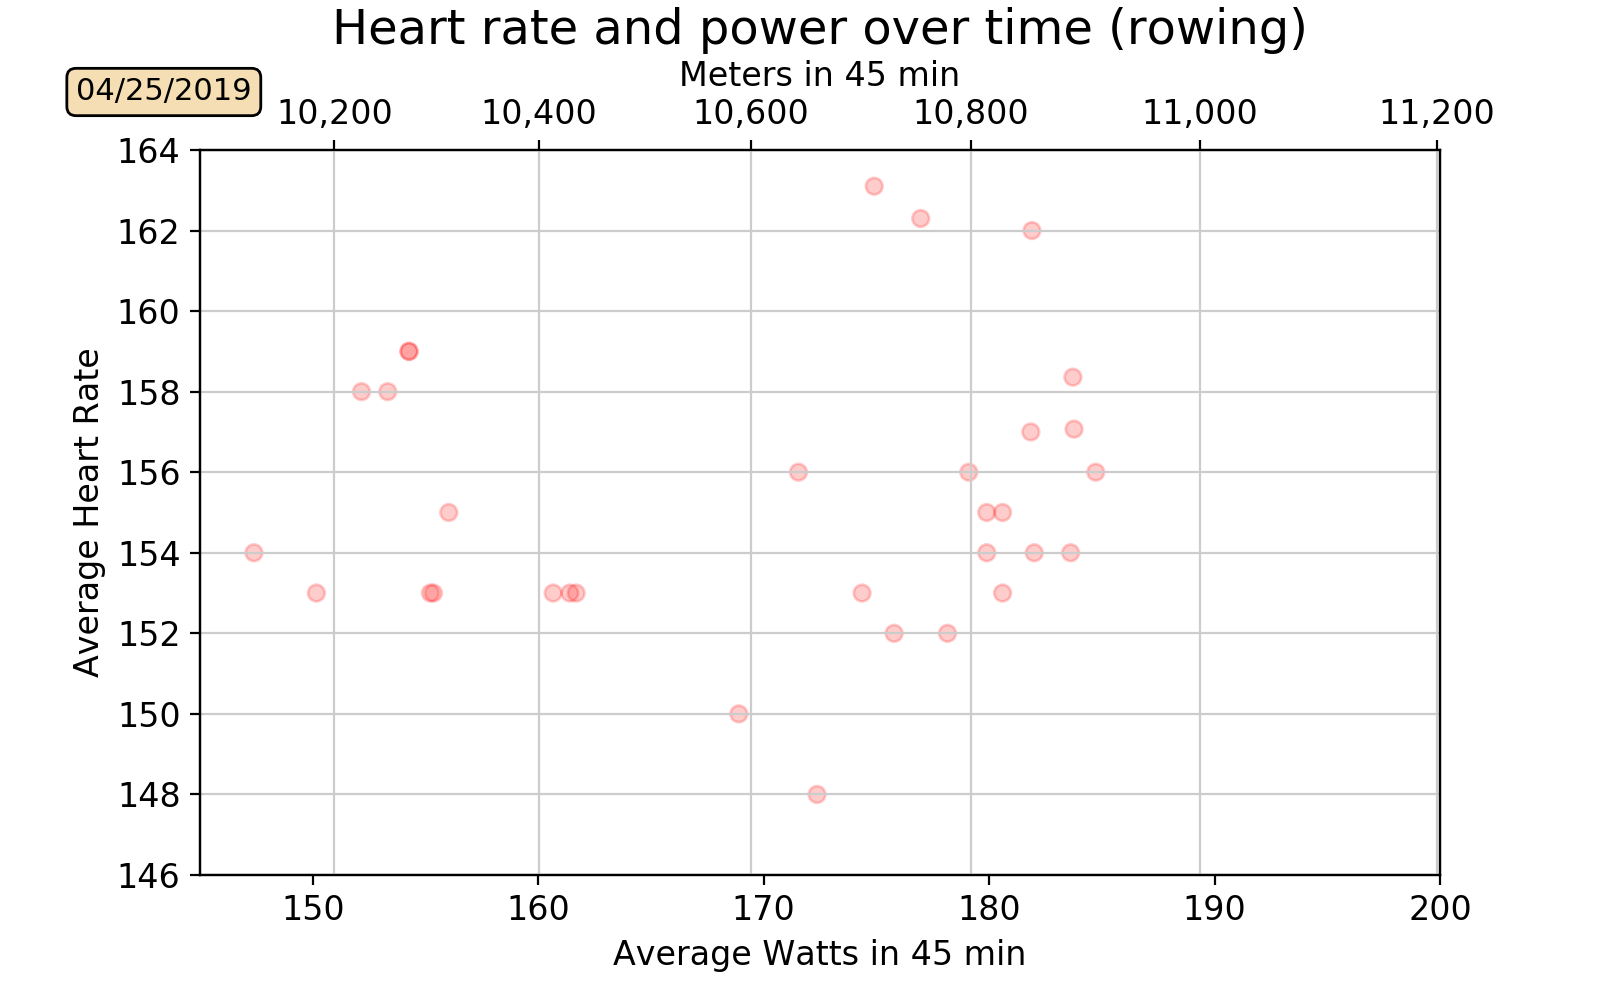 Heart rate and power over time (rowing)
Meters in 45 min
04/25/2019
10,200 10,400 10,600 10,800 11,000 11,200
164
162
160
158
156
154
152
150
148
146
Average Heart Rate
150 160 170 180 190 200
Average Watts in 45 min